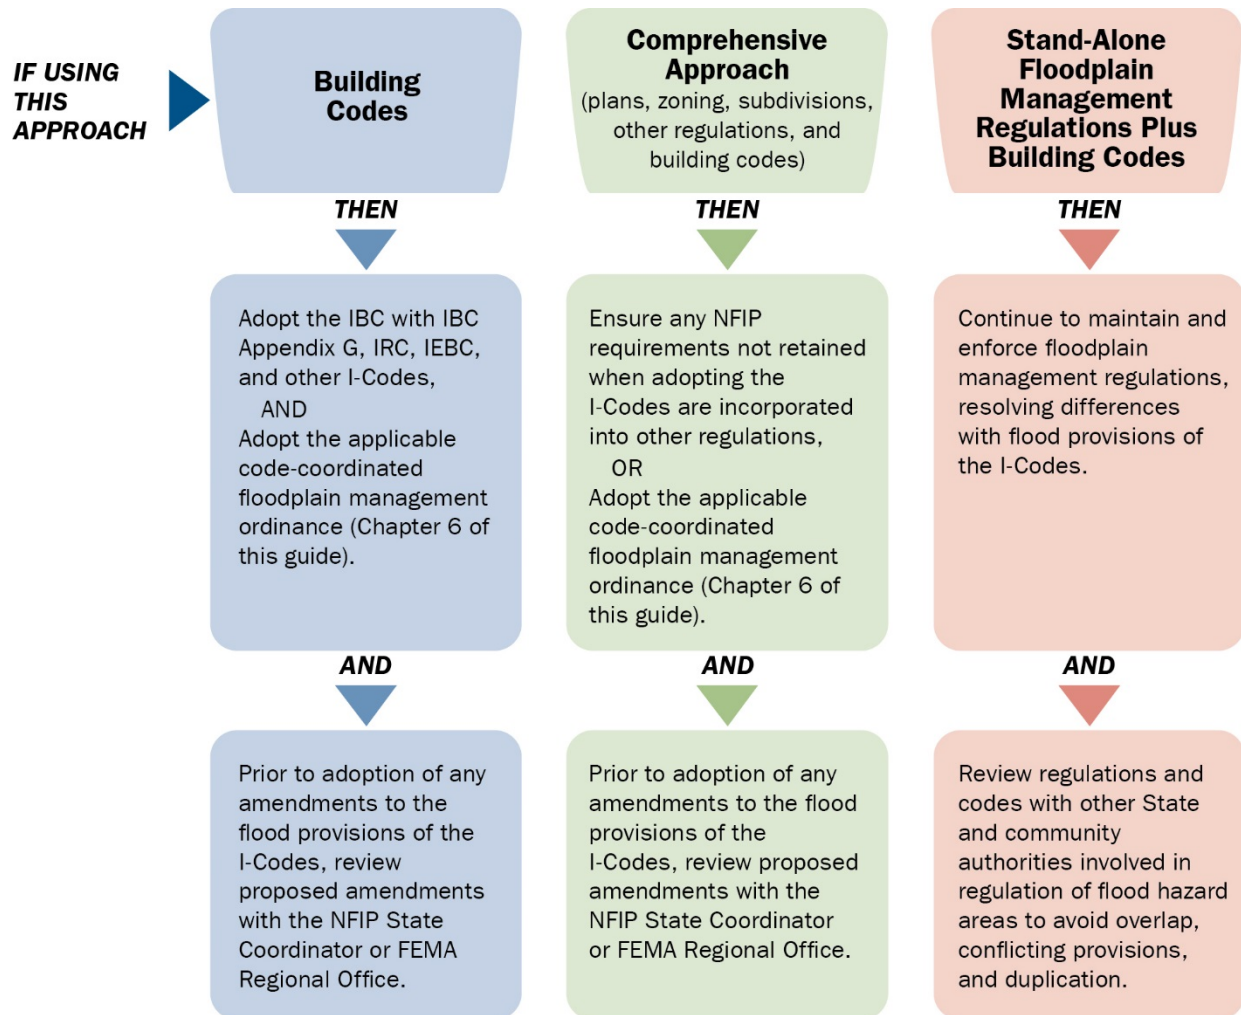 IF USING
THIS
APPROACH
Building
Codes
THEN
Adopt the IBC with IBC
Appendix G, IRC, IEBC,
and other I-Codes,
AND
Adopt the applicable
code-coordinated
floodplain management
ordinance (Chapter 6 of
this guide).
AND
Prior to adoption of any
amendments to the
flood provisions of the
I-Codes, review
proposed amendments
with the NFIP State
Coordinator or FEMA
Regional Office.
Comprehensive
Approach
(plans, zoning, subdivisions,
other regulations, and
building codes)
THEN
Ensure any NFIP
requirements not retained
when adopting the
I-Codes are incorporated
into other regulations,
OR
Adopt the applicable
code-coordinated
floodplain management
ordinance (Chapter 6 of
this guide).
AND
Prior to adoption of any
amendments to the flood
provisions of the
I-Codes, review proposed
amendments with the
NFIP State Coordinator
or FEMA Regional Office.
Stand-Alone
Floodplain
Management
Regulations Plus
Building Codes
THEN
Continue to maintain and
enforce floodplain
management regulations,
resolving differences
with flood provisions of
the I-Codes.
AND
Review regulations and
codes with other State
and community
authorities involved in
regulation of flood hazard
areas to avoid overlap,
conflicting provisions,
and duplication.